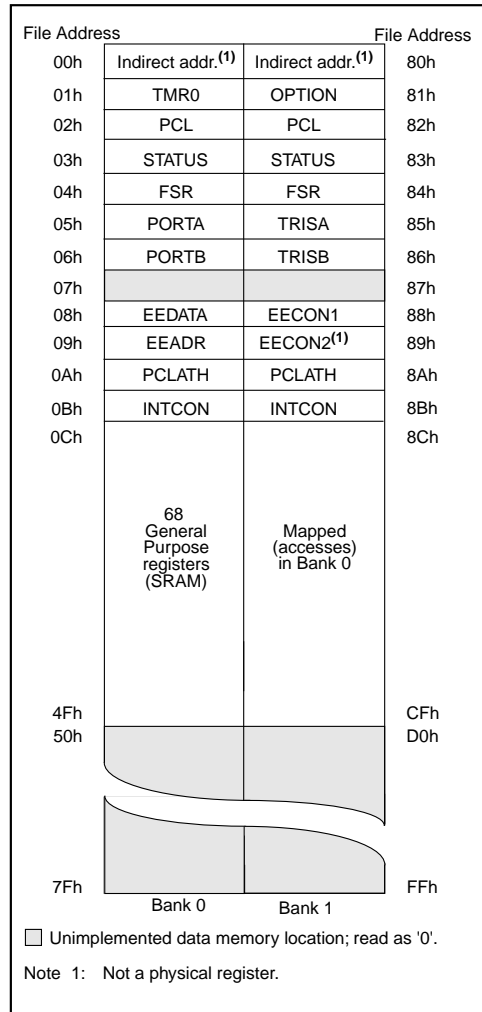 File Address File Address
00h Indirect addr.(1) Indirect addr.(1) 80h
01h TMR0 OPTION 81h
02h PCL PCL 82h
03h STATUS STATUS 83h
04h FSR FSR 84h
05h PORTA TRISA 85h
06h PORTB TRISB 86h
07h 87h
08h EEDATA EECON1 88h
09h EEADR EECON2(1) 89h
0Ah PCLATH PCLATH 8Ah
0Bh INTCON INTCON 8Bh
0Ch 8Ch
68
General
Purpose
registers
(SRAM)
Mapped
(accesses)
in Bank 0
4Fh CFh
50h D0h
7Fh FFh
Bank 0 Bank 1
Unimplemented data memory location; read as '0'.
Note 1: Not a physical register.